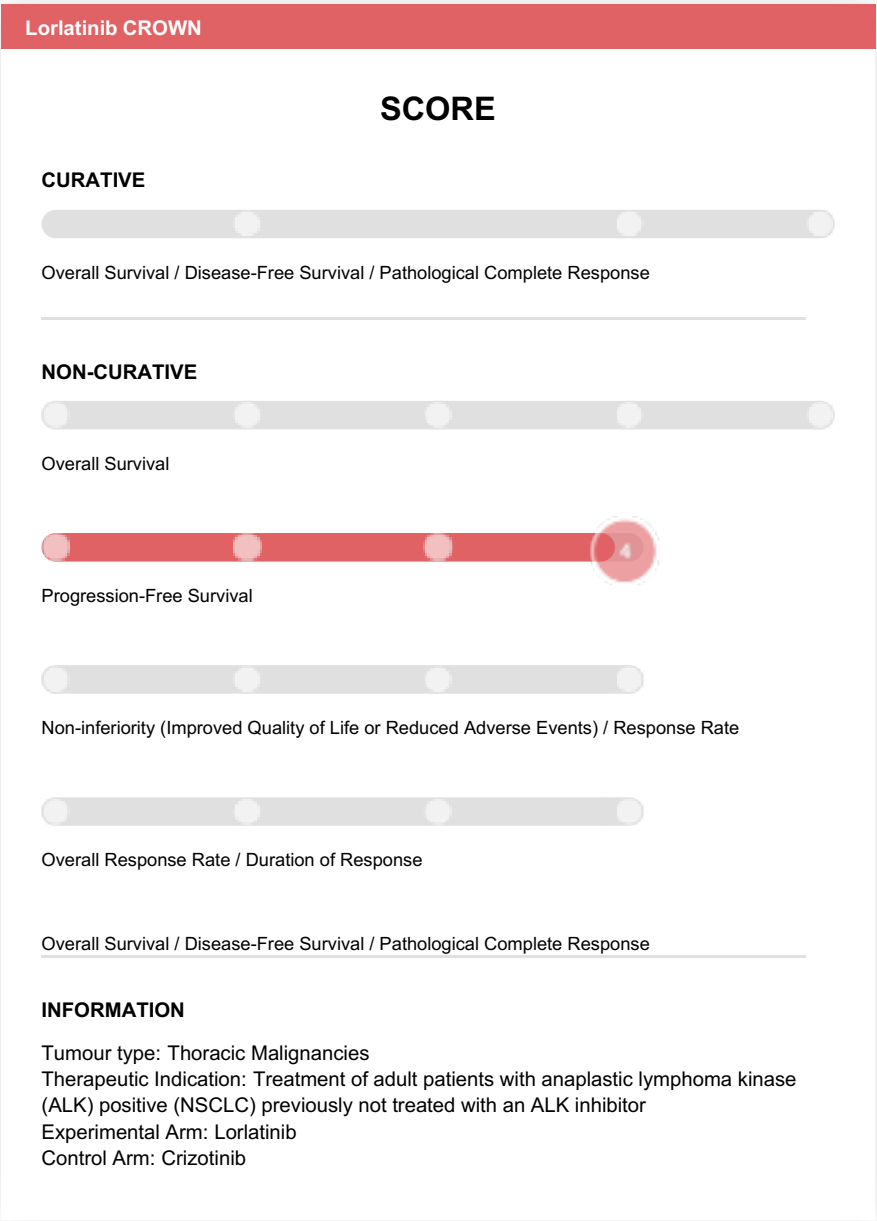 Lorlatinib CROWN
SCORE
CURATIVE
Overall Survival / Disease-Free Survival / Pathological Complete Response
NON-CURATIVE
Overall Survival
4
Progression-Free Survival
Non-inferiority (Improved Quality of Life or Reduced Adverse Events) / Response Rate
Overall Response Rate / Duration of Response
Overall Survival / Disease-Free Survival / Pathological Complete Response
INFORMATION
Tumour type: Thoracic Malignancies
Therapeutic Indication: Treatment of adult patients with anaplastic lymphoma kinase
(ALK) positive (NSCLC) previously not treated with an ALK inhibitor
Experimental Arm: Lorlatinib
Control Arm: Crizotinib